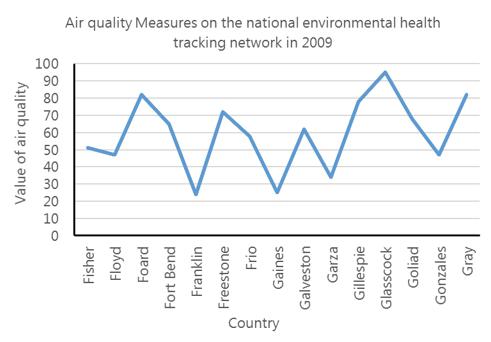 Air quality Measures on the national environmental health
tracking network in 2009
Value of air quality
100
90
80
70
60
50
40
30
20
10
0
Fisher
Floyd
Foard
Fort Bend
Franklin
Freestone
Frio
Gaines
Galveston
Garza
Gillespie
Glasscock
Goliad
Gonzales
Gray
Country